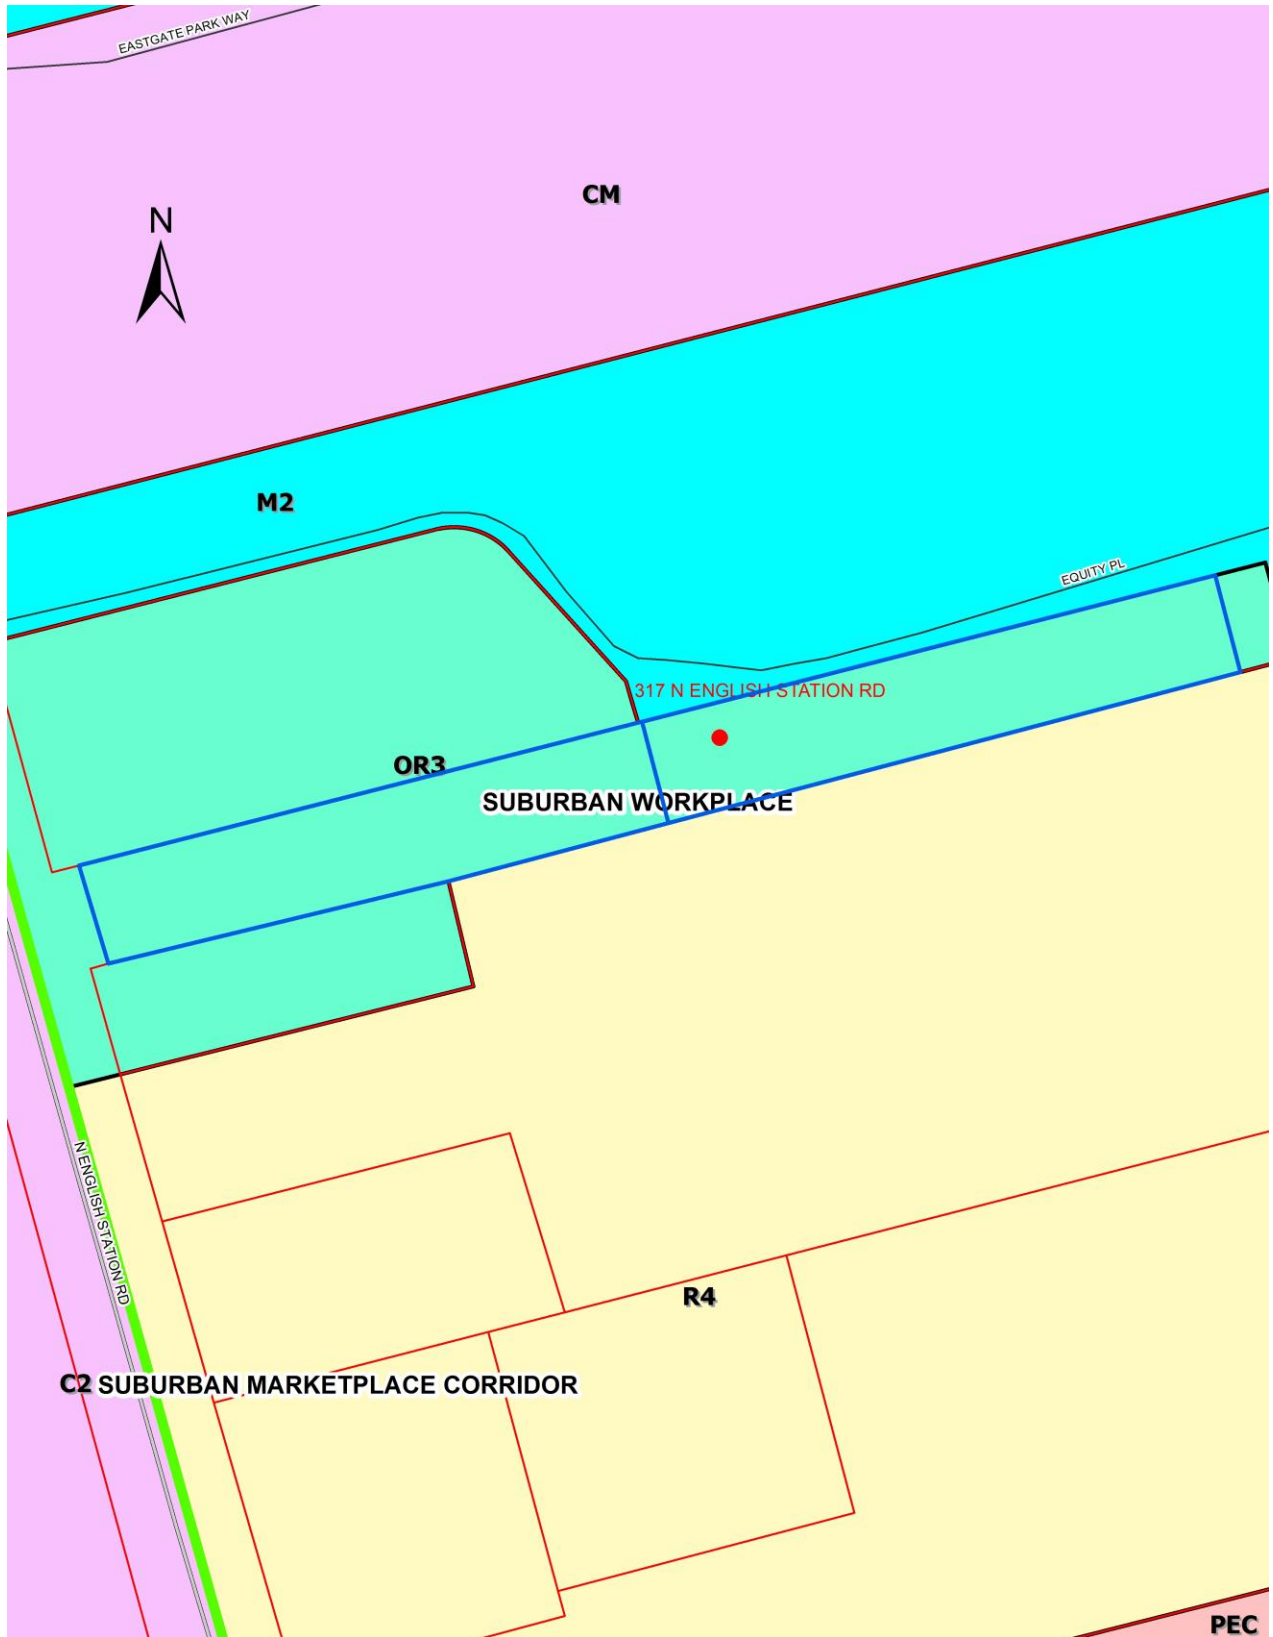 EASTGATE PARK WAY
CM
N
M2
EQUITY PL
317 N ENGLISH STATION RD
OR3
SUBURBAN WORKPLACE
N ENGLISH STATION RD
R4
C2 SUBURBAN MARKETPLACE CORRIDOR
PEC